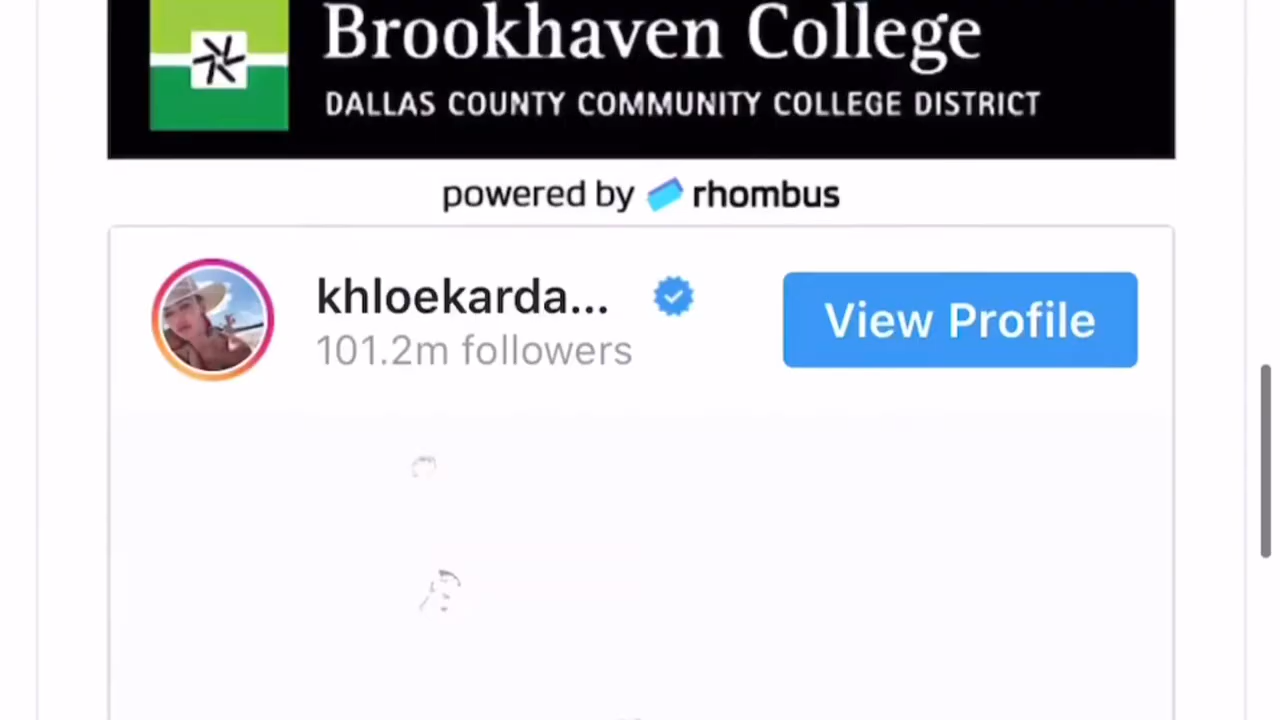 Brookhaven College
DALLAS COUNTY COMMUNITY COLLEGE DISTRICT
powered by rhombus
khloekarda...
View Profile
101.2m followers